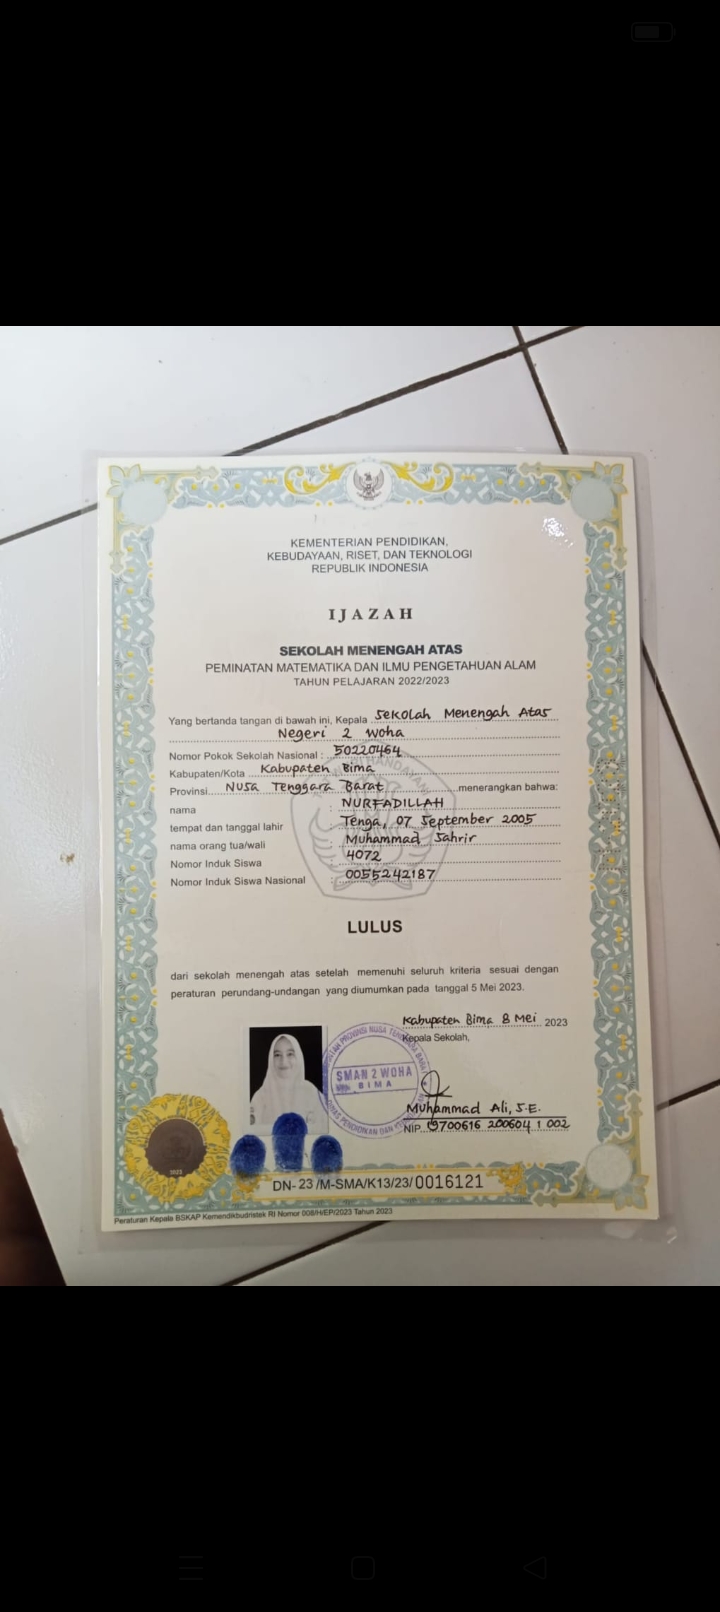 KEMENTERIAN PENDIDIKAN,
KEBUDAYAAN, RISET, DAN TEKNOLOGI
REPUBLIK INDONESIA
IJAZAH
SEKOLAH MENENGAH ATAS
PEMINATAN MATEMATIKA DAN ILMU PENGETAHUAN ALAM
TAHUN PELAJARAN 2022/2023
Yang bertanda tangan di bawah ini, Kepala Sekolah Menengah Atas
Negeri 2 Woha
Nomor Pokok Sekolah Nasional : 50220464
Kabupaten/Kota Kabupaten Bima
Provinsi Nusa Tenggara Barat menerangkan bahwa:
nama : NURFADILLAH
tempat dan tanggal lahir : Tenga, 07 September 2005
nama orang tua/wali : Muhammad Sahrir
Nomor Induk Siswa : 4072
Nomor Induk Siswa Nasional : 0055242187
LULUS
dari sekolah menengah atas setelah memenuhi seluruh kriteria sesuai dengan
peraturan perundang-undangan yang diumumkan pada tanggal 5 Mei 2023.
Kabupaten Bima 8 Mei 2023
Kepala Sekolah,
SMAN 2 WOHA
BIMA
Muhammad Ali, S.E.
NIP. 19700616 200604 1 002
2023
DN-23/M-SMA/K13/23/0016121
Peraturan Kepala BSKAP Kemendikbudristek RI Nomor 008/H/EP/2023 Tahun 2023